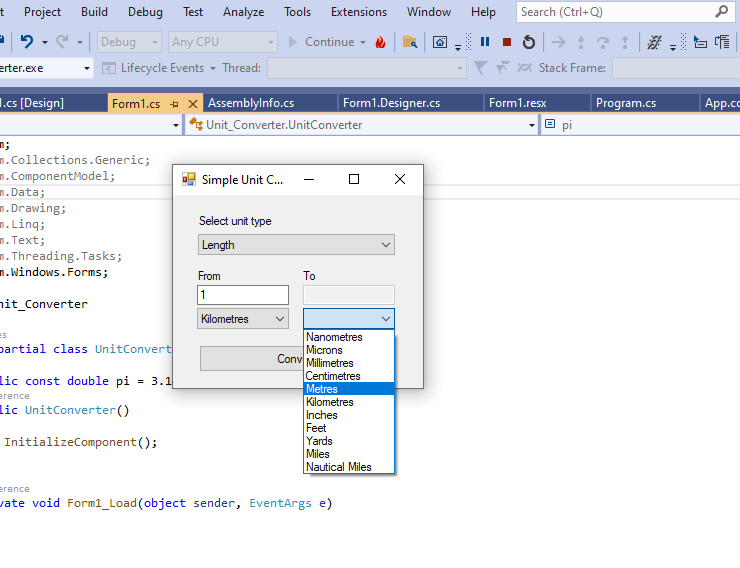 Project Build Debug Test Analyze Tools Extensions Window Help Search (Ctrl+Q)
Debug Any CPU Continue
erter.exe Lifecycle Events Thread: Stack Frame:
.cs [Design] Form1.cs AssemblyInfo.cs Form1.Designer.cs Form1.resx Program.cs App.co
Unit_Converter.UnitConverter pi
m;
m.Collections.Generic;
m.ComponentModel;
m.Data;
m.Drawing;
m.Linq;
m.Text;
m.Threading.Tasks;
m.Windows.Forms;
nit_Converter
es
partial class UnitConvert
lic const double pi = 3.1
erence
lic UnitConverter()
InitializeComponent();
erence
vate void Form1_Load(object sender, EventArgs e)
Simple Unit C...
Select unit type
Length
From To
1
Kilometres
Conv
Nanometres
Microns
Millimetres
Centimetres
Metres
Kilometres
Inches
Feet
Yards
Miles
Nautical Miles